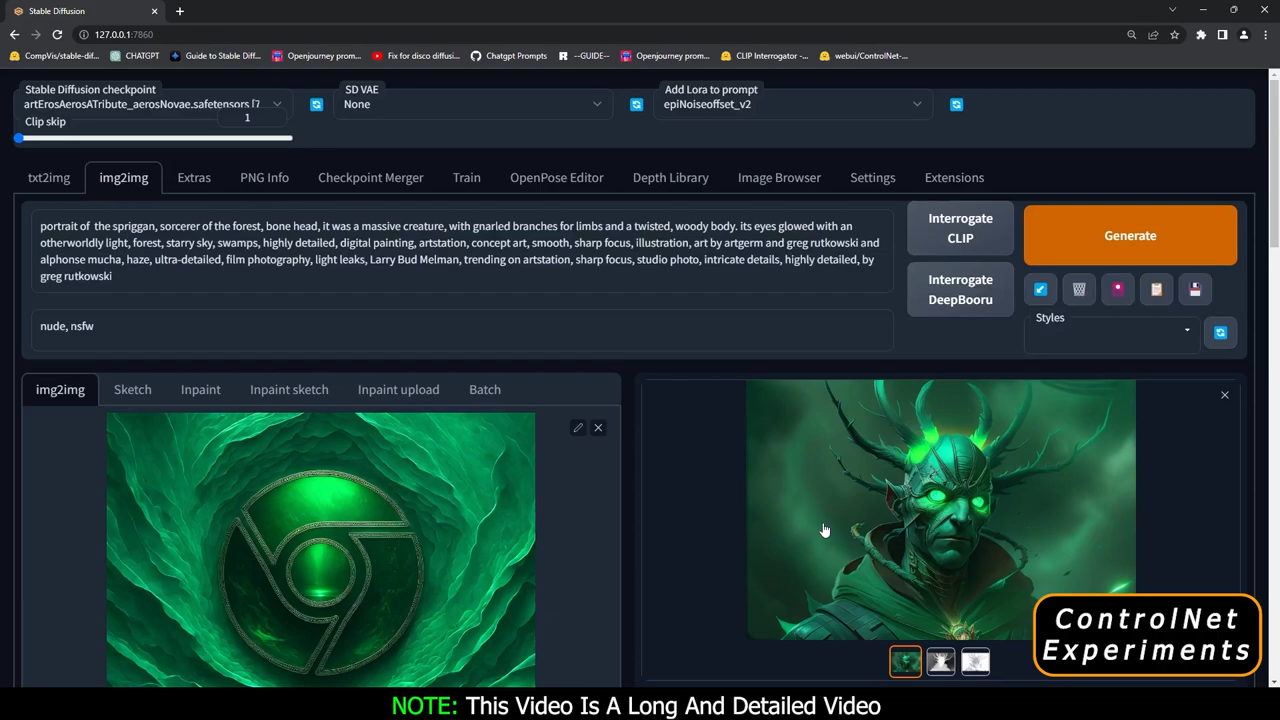 Stable Diffusion
127.0.0.1:7860
CompVis/stable-dif...
CHATGPT
Guide to Stable Diff...
Openjourney prom...
Fix for disco diffusi...
Chatgpt Prompts
--GUIDE--
Openjourney prom...
CLIP Interrogator -...
webui/ControlNet-...
Stable Diffusion checkpoint
artErosAerosATribute_aerosNovae.safetensors [7
SD VAE
None
Add Lora to prompt
epiNoiseoffset_v2
Clip skip
1
txt2img
img2img
Extras
PNG Info
Checkpoint Merger
Train
OpenPose Editor
Depth Library
Image Browser
Settings
Extensions
portrait of the spriggan, sorcerer of the forest, bone head, it was a massive creature, with gnarled branches for limbs and a twisted, woody body. its eyes glowed with an
otherworldly light, forest, starry sky, swamps, highly detailed, digital painting, artstation, concept art, smooth, sharp focus, illustration, art by artgerm and greg rutkowski and
alphonse mucha, haze, ultra-detailed, film photography, light leaks, Larry Bud Melman, trending on artstation, sharp focus, studio photo, intricate details, highly detailed, by
greg rutkowski
Interrogate
CLIP
Generate
Interrogate
DeepBooru
Styles
nude, nsfw
img2img
Sketch
Inpaint
Inpaint sketch
Inpaint upload
Batch
ControlNet
Experiments
NOTE: This Video Is A Long And Detailed Video